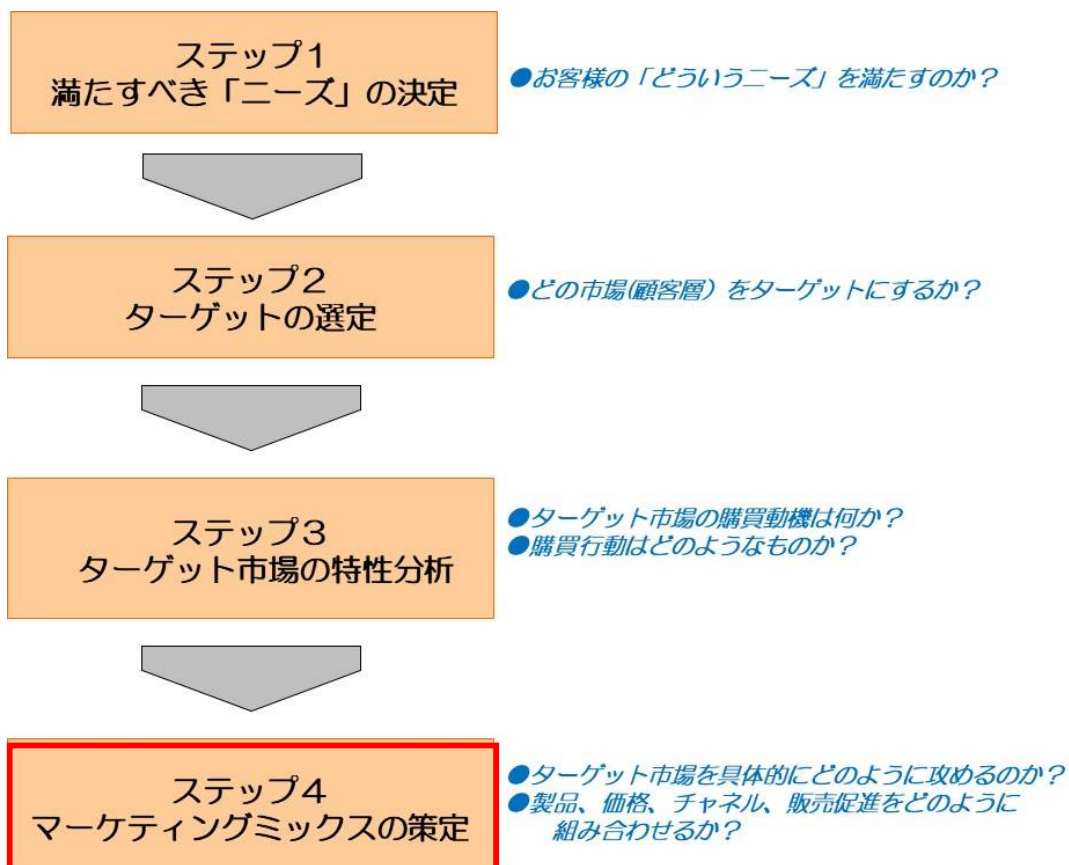 ステップ1
満たすべき「ニーズ」の決定
●お客様の「どういうニーズ」を満たすのか？
ステップ2
ターゲットの選定
●どの市場(顧客層）をターゲットにするか？
ステップ3
ターゲット市場の特性分析
●ターゲット市場の購買動機は何か？
●購買行動はどのようなものか？
ステップ4
マーケティングミックスの策定
●ターゲット市場を具体的にどのように攻めるのか？
●製品、価格、チャネル、販売促進をどのように
組み合わせるか？